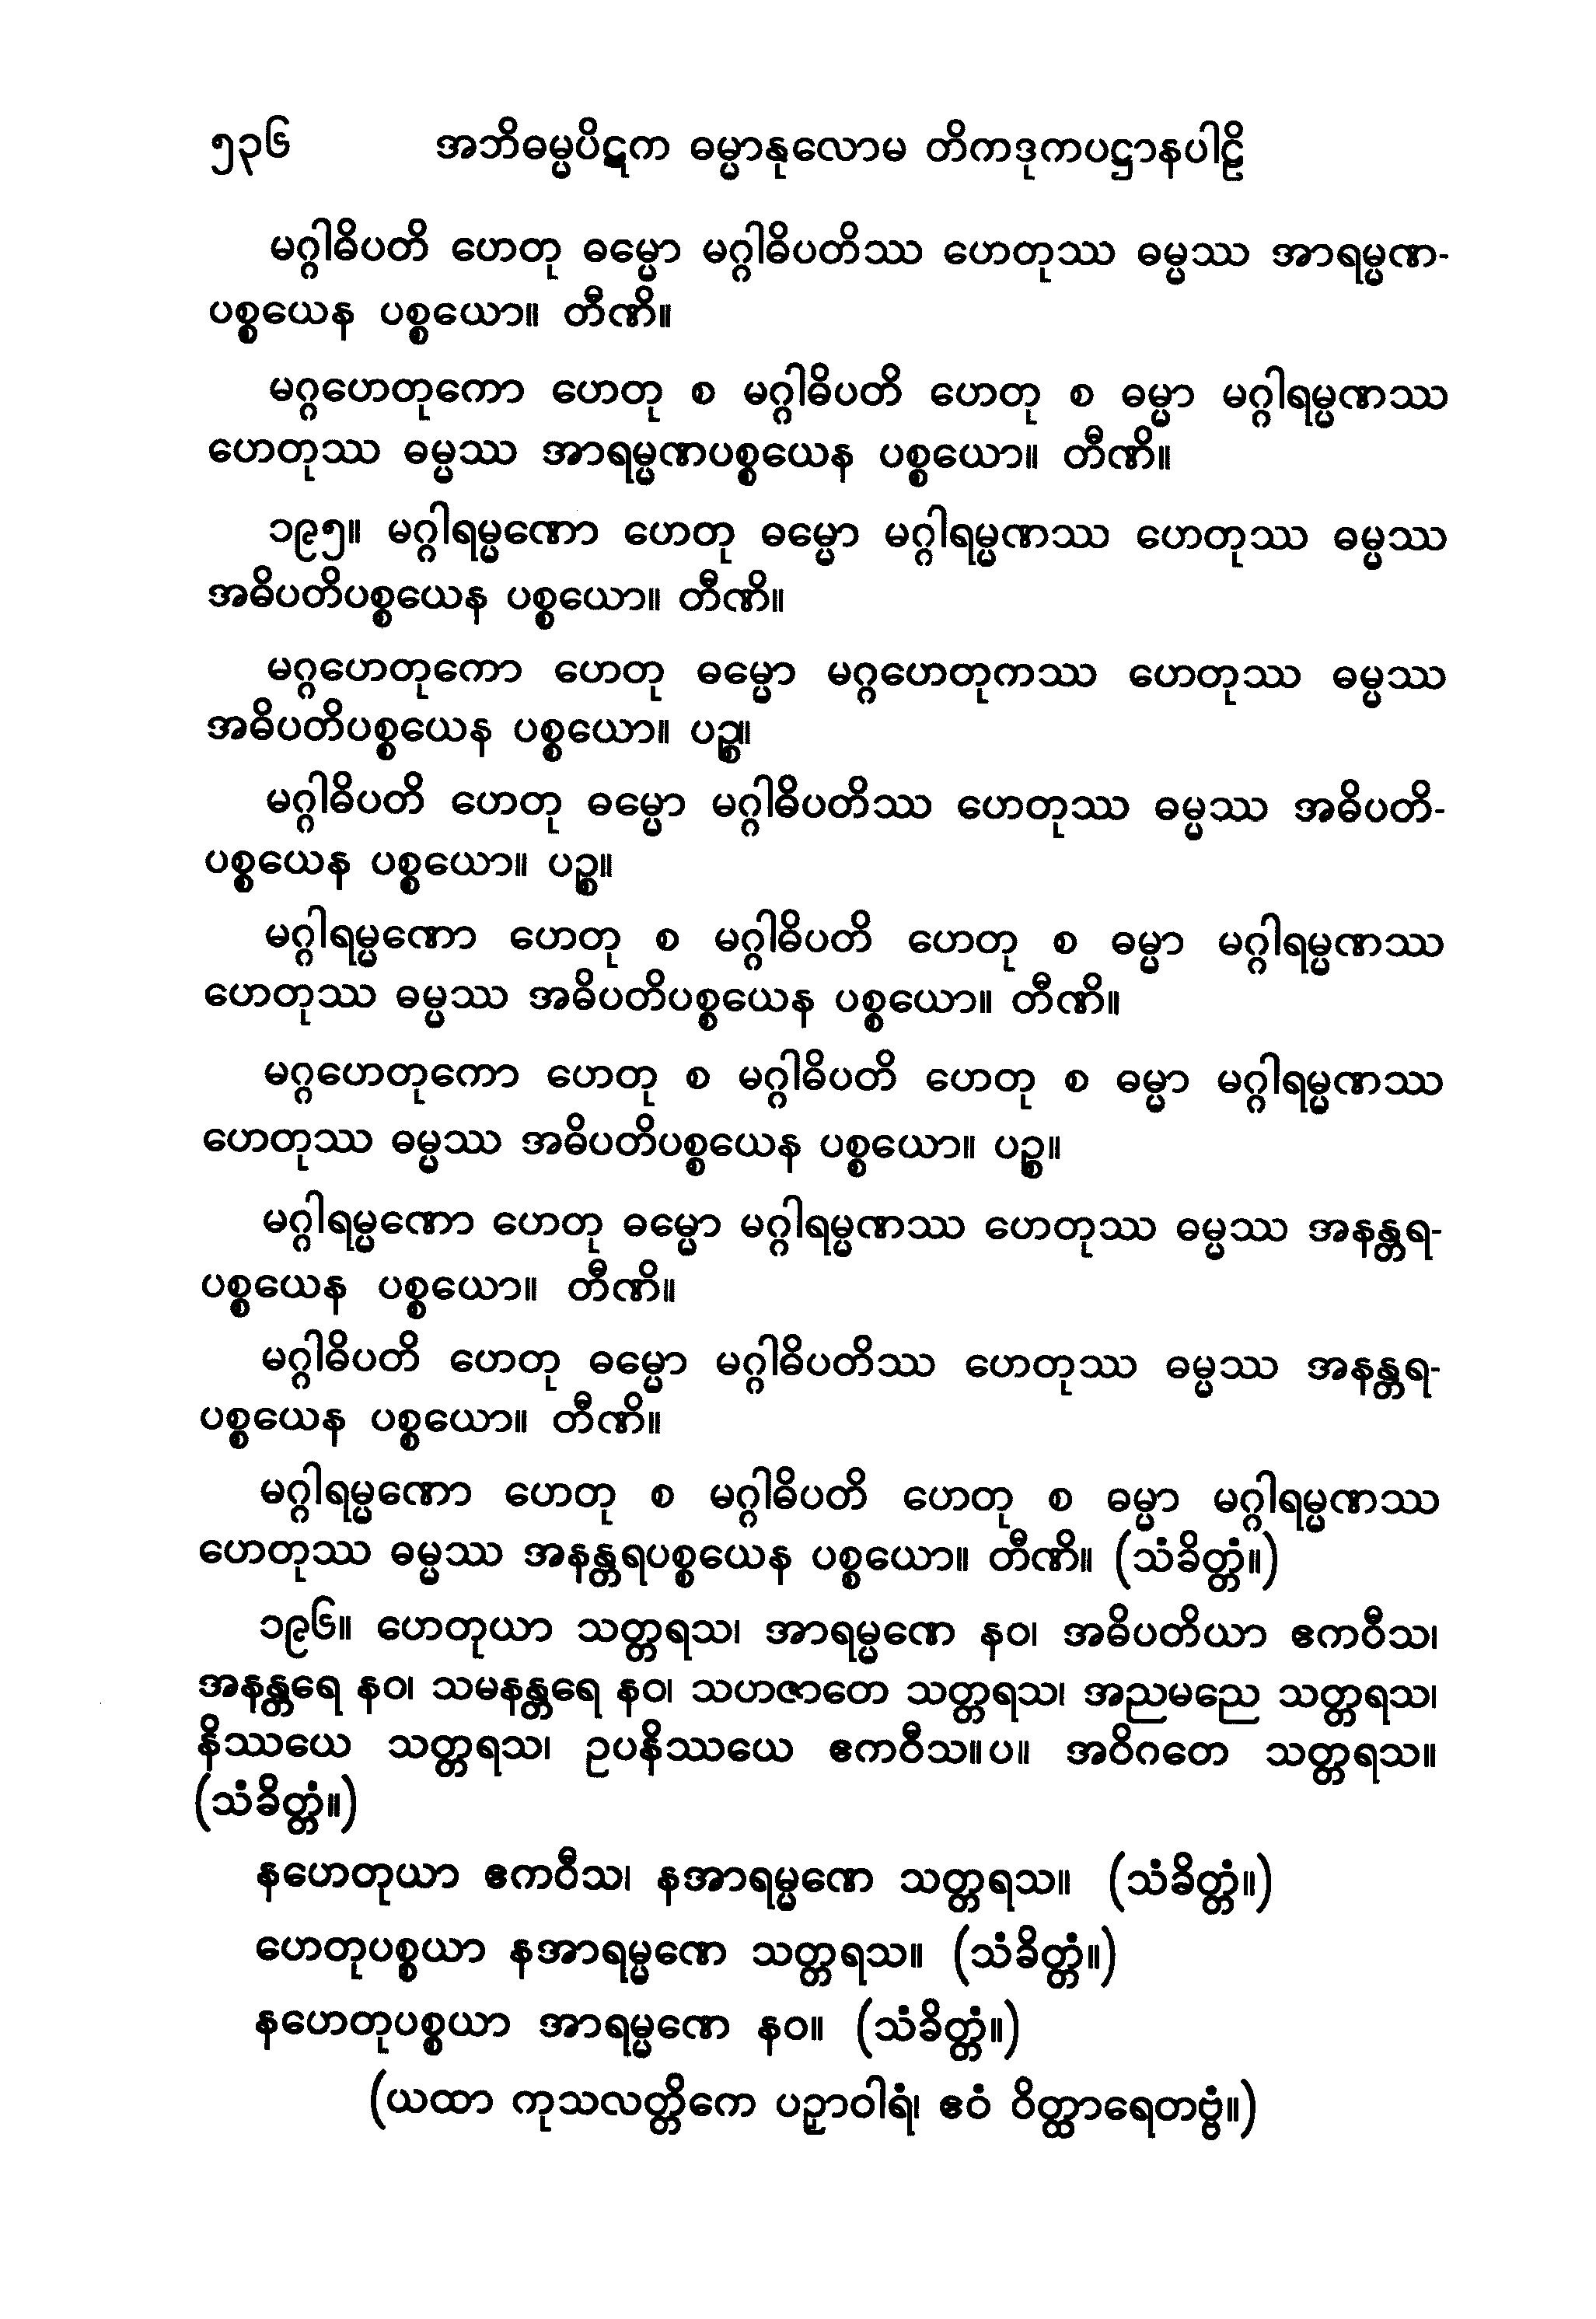 ၅၃၆ အဘိဓမ္မပိဋက ဓမ္မာနုလောမ တိကဒုကပဋ္ဌာနပါဠိ
မဂ္ဂါဓိပတိ ဟေတု ဓမ္မော မဂ္ဂါဓိပတိဿ ဟေတုဿ ဓမ္မဿ အာရမ္မဏ-
ပစ္စယေန ပစ္စယော။ တီဏိ။
မဂ္ဂဟေတုကော ဟေတု စ မဂ္ဂါဓိပတိ ဟေတု စ ဓမ္မာ မဂ္ဂါရမ္မဏဿ
ဟေတုဿ ဓမ္မဿ အာရမ္မဏပစ္စယေန ပစ္စယော။ တီဏိ။
၁၉၅။ မဂ္ဂါရမ္မဏော ဟေတု ဓမ္မော မဂ္ဂါရမ္မဏဿ ဟေတုဿ ဓမ္မဿ
အဓိပတိပစ္စယေန ပစ္စယော။ တီဏိ။
မဂ္ဂဟေတုကော ဟေတု ဓမ္မော မဂ္ဂဟေတုကဿ ဟေတုဿ ဓမ္မဿ
အဓိပတိပစ္စယေန ပစ္စယော။ ပဉ္စ။
မဂ္ဂါဓိပတိ ဟေတု ဓမ္မော မဂ္ဂါဓိပတိဿ ဟေတုဿ ဓမ္မဿ အဓိပတိ-
ပစ္စယေန ပစ္စယော။ ပဉ္စ။
မဂ္ဂါရမ္မဏော ဟေတု စ မဂ္ဂါဓိပတိ ဟေတု စ ဓမ္မာ မဂ္ဂါရမ္မဏဿ
ဟေတုဿ ဓမ္မဿ အဓိပတိပစ္စယေန ပစ္စယော။ တီဏိ။
မဂ္ဂဟေတုကော ဟေတု စ မဂ္ဂါဓိပတိ ဟေတု စ ဓမ္မာ မဂ္ဂါရမ္မဏဿ
ဟေတုဿ ဓမ္မဿ အဓိပတိပစ္စယေန ပစ္စယော။ ပဉ္စ။
မဂ္ဂါရမ္မဏော ဟေတု ဓမ္မော မဂ္ဂါရမ္မဏဿ ဟေတုဿ ဓမ္မဿ အနန္တရ-
ပစ္စယေန ပစ္စယော။ တီဏိ။
မဂ္ဂါဓိပတိ ဟေတု ဓမ္မော မဂ္ဂါဓိပတိဿ ဟေတုဿ ဓမ္မဿ အနန္တရ-
ပစ္စယေန ပစ္စယော။ တီဏိ။
မဂ္ဂါရမ္မဏော ဟေတု စ မဂ္ဂါဓိပတိ ဟေတု စ ဓမ္မာ မဂ္ဂါရမ္မဏဿ
ဟေတုဿ ဓမ္မဿ အနန္တရပစ္စယေန ပစ္စယော။ တီဏိ။ (သံခိတ္တံ။)
၁၉၆။ ဟေတုယာ သတ္တရသ၊ အာရမ္မဏေ နဝ၊ အဓိပတိယာ ဧကဝီသ၊
အနန္တရေ နဝ၊ သမနန္တရေ နဝ၊ သဟဇာတေ သတ္တရသ၊ အညမညေ သတ္တရသ၊
နိဿယေ သတ္တရသ၊ ဥပနိဿယေ ဧကဝီသ။ပ။ အဝိဂတေ သတ္တရသ။
(သံခိတ္တံ။)
နဟေတုယာ ဧကဝီသ၊ နအာရမ္မဏေ သတ္တရသ။ (သံခိတ္တံ။)
ဟေတုပစ္စယာ နအာရမ္မဏေ သတ္တရသ။ (သံခိတ္တံ။)
နဟေတုပစ္စယာ အာရမ္မဏေ နဝ။ (သံခိတ္တံ။)
(ယထာ ကုသလတ္တိကေ ပဉှာဝါရံ၊ ဧဝံ ဝိတ္ထာရေတဗ္ဗံ။)